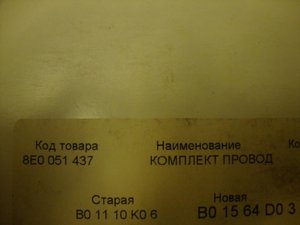 Код товара Наименование
8E0 051 437 КОМПЛЕКТ ПРОВОД
Старая Новая
B0 11 10 K0 6 B0 15 64 D0 3